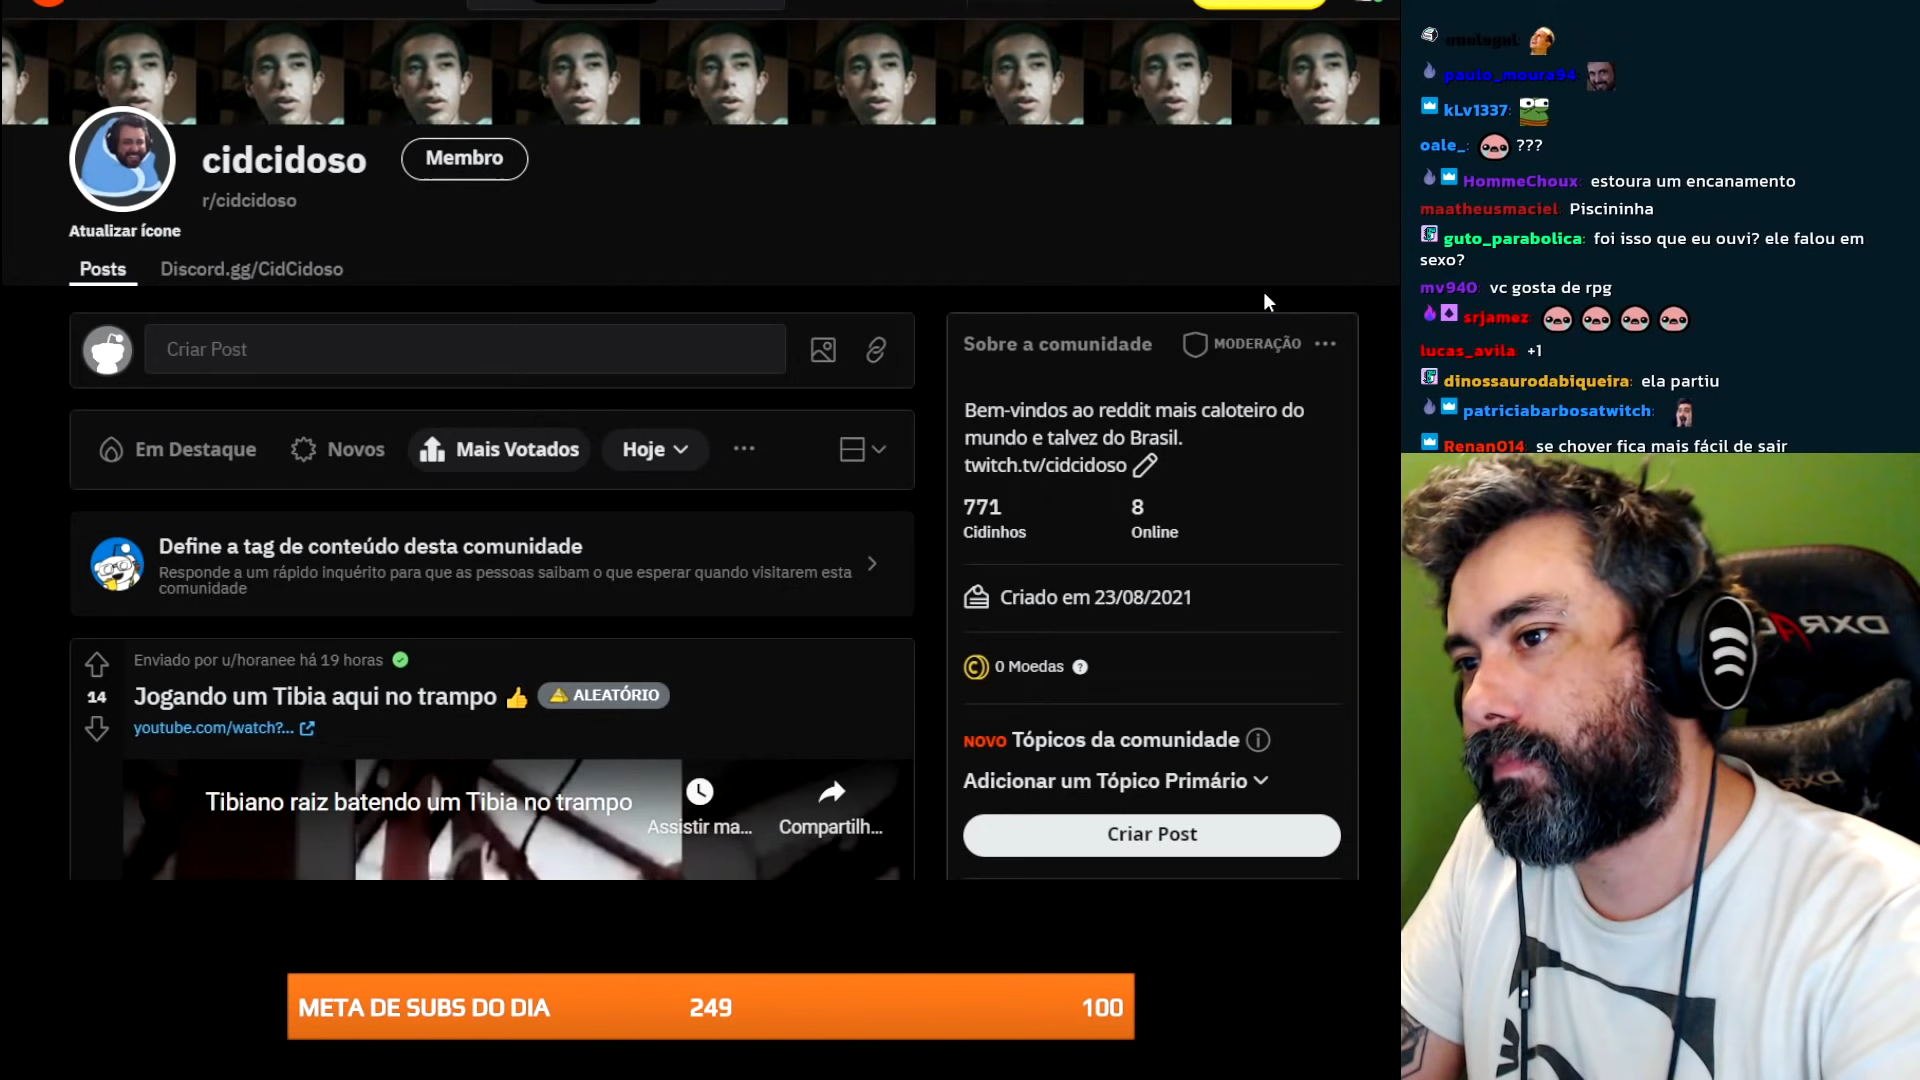 cidcidoso
Membro
r/cidcidoso
Atualizar ícone
Posts
Discord.gg/CidCidoso
Criar Post
Em Destaque
Novos
Mais Votados
Hoje
Define a tag de conteúdo desta comunidade
Responde a um rápido inquérito para que as pessoas saibam o que esperar quando visitarem esta
comunidade
Enviado por u/horanee há 19 horas
14
Jogando um Tibia aqui no trampo 👍
ALEATÓRIO
youtube.com/watch?...
Tibiano raiz batendo um Tibia no trampo
Assistir ma...
Compartilh...
Sobre a comunidade
MODERAÇÃO
Bem-vindos ao reddit mais caloteiro do
mundo e talvez do Brasil.
twitch.tv/cidcidoso
771
Cidinhos
8
Online
Criado em 23/08/2021
0 Moedas
NOVO Tópicos da comunidade
Adicionar um Tópico Primário
Criar Post
META DE SUBS DO DIA 249 100
paulo_moura94:
kLv1337:
oale_: ???
HommeChoux: estoura um encanamento
maatheusmaciel: Piscininha
guto_parabolica: foi isso que eu ouvi? ele falou em
sexo?
mv940: vc gosta de rpg
srjamez:
lucas_avila: +1
dinossaurodabiqueira: ela partiu
patriciabarbosatwitch:
Renan014: se chover fica mais fácil de sair